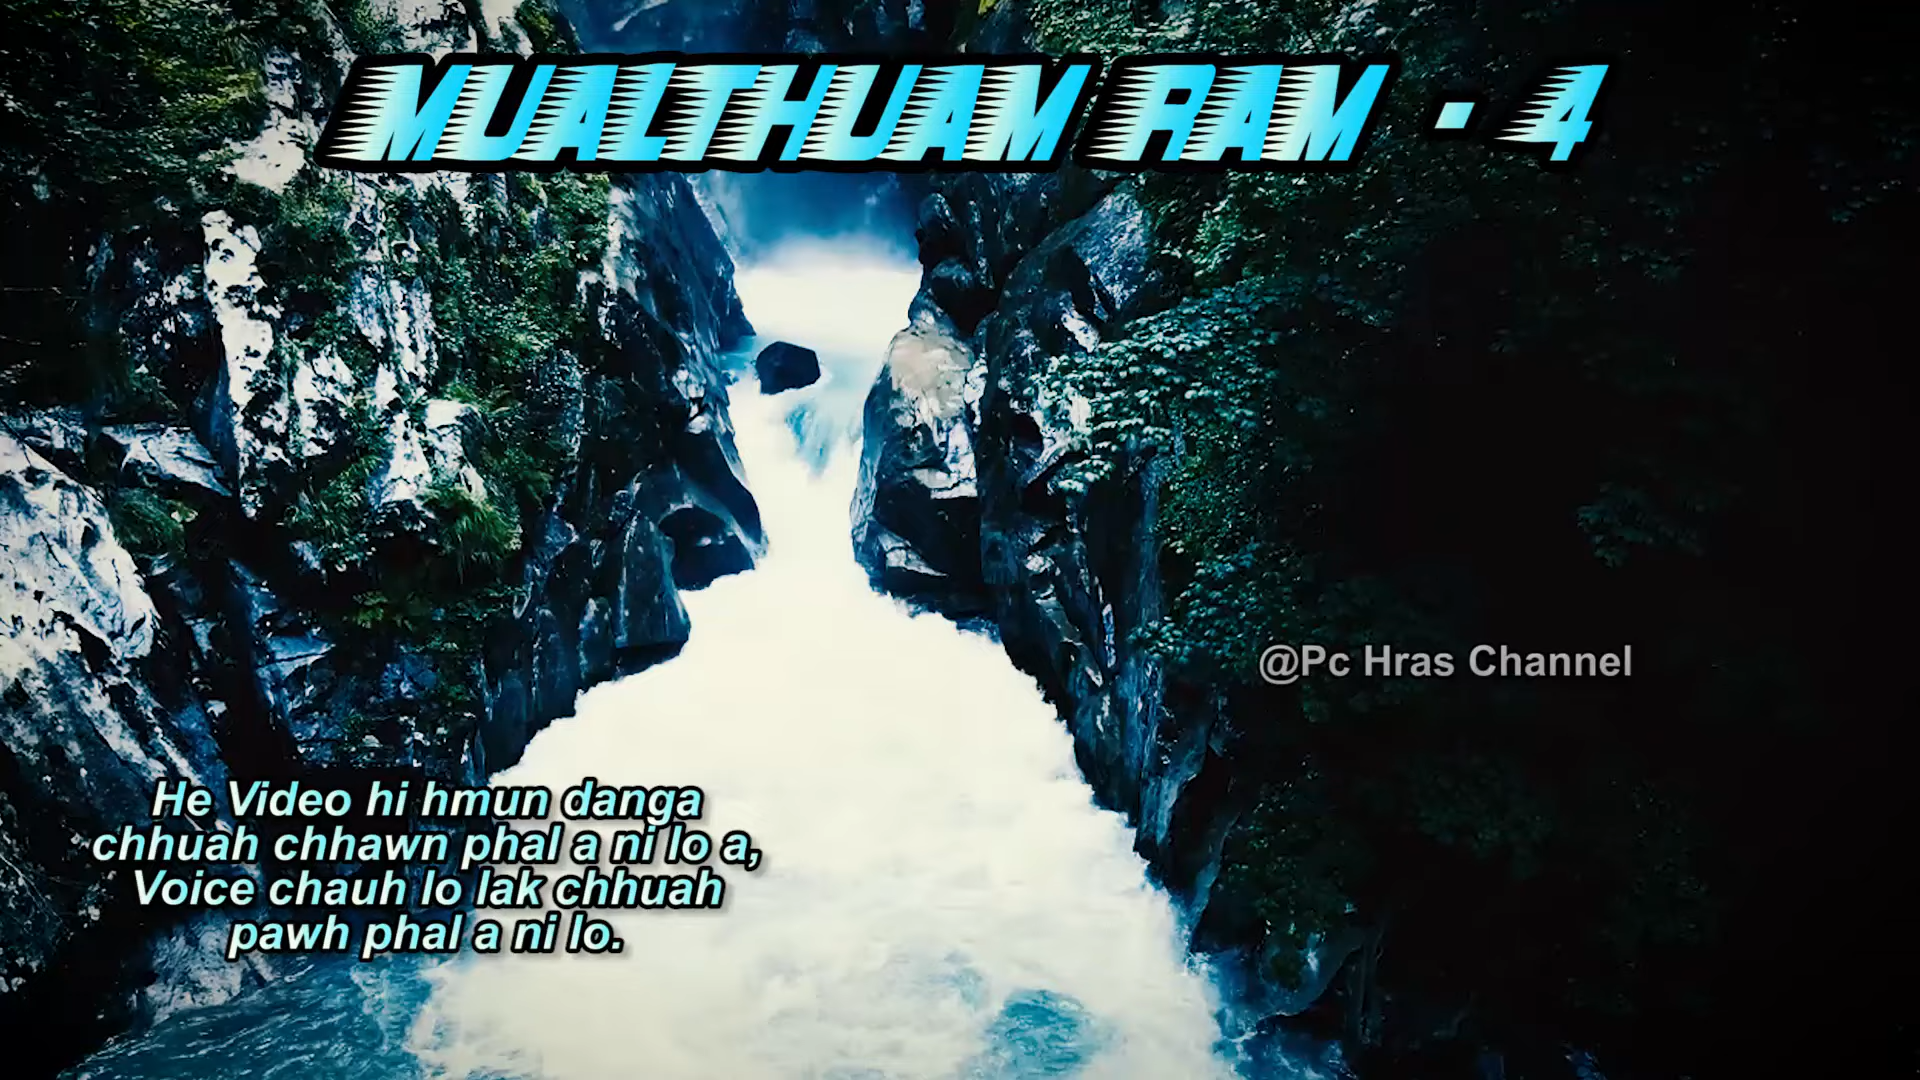 MUALTHUAM RAM - 4
@Pc Hras Channel
He Video hi hmun danga
chhuah chhawn phal a ni lo a,
Voice chauh lo lak chhuah
pawh phal a ni lo.